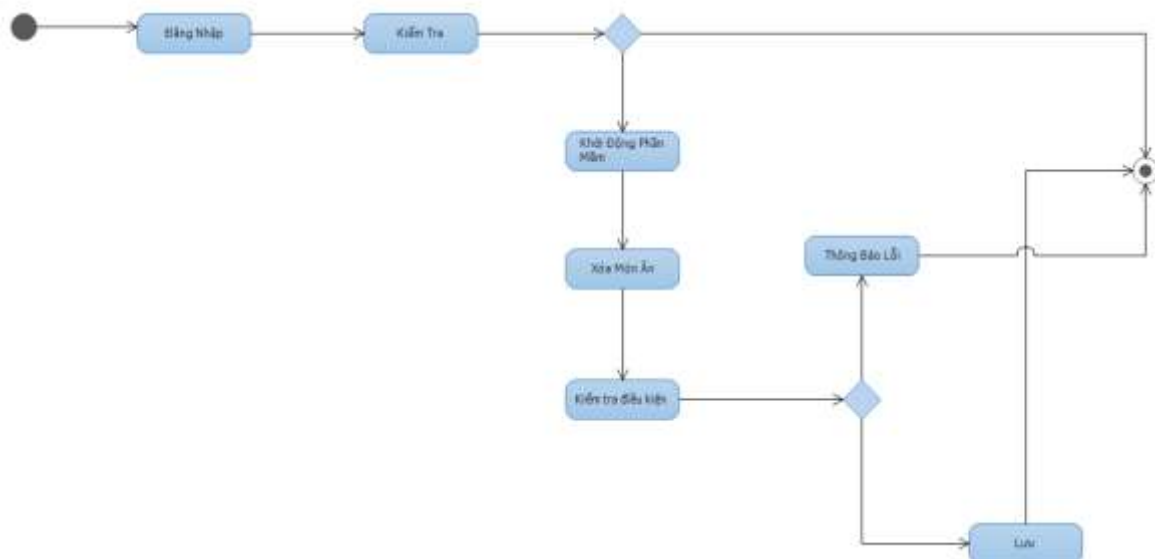 Đăng Nhập
Kiểm Tra
Khởi Động Phần
Mềm
Xóa Món Ăn
Thông Báo Lỗi
Kiểm tra điều kiện
Lưu